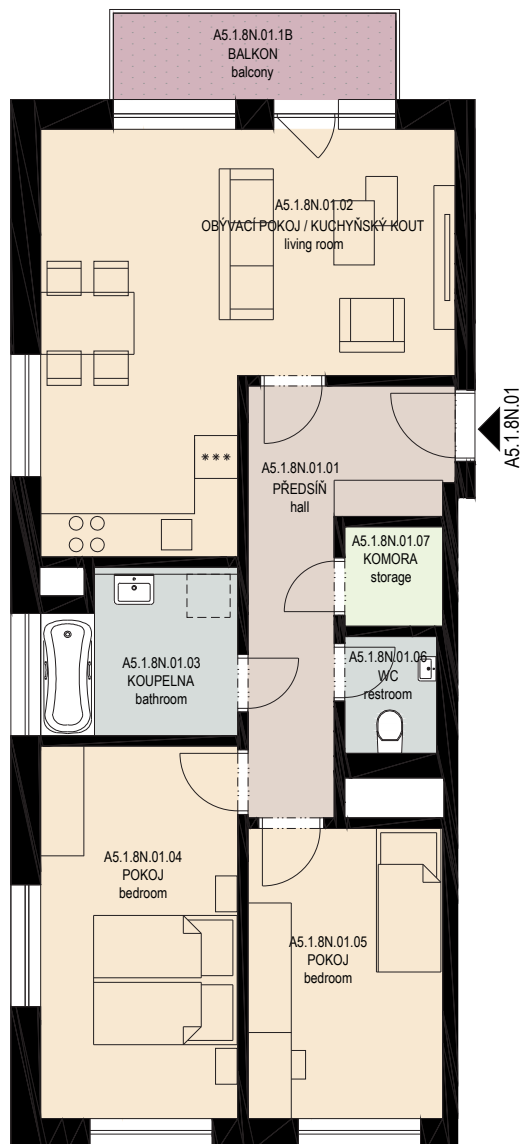 A5.1.8N.01.1B
BALKON
balcony
A5.1.8N.01.02
OBÝVACÍ POKOJ / KUCHYŇSKÝ KOUT
living room
A5.1.8N.01
A5.1.8N.01.01
PŘEDSÍŇ
hall
***
A5.1.8N.01.07
KOMORA
storage
A5.1.8N.01.03
KOUPELNA
bathroom
A5.1.8N.01.06
WC
restroom
A5.1.8N.01.04
POKOJ
bedroom
A5.1.8N.01.05
POKOJ
bedroom